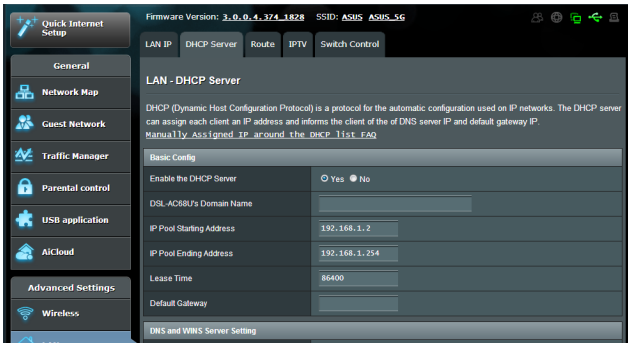 Firmware Version: 3.0.0.4.374_1828 SSID: ASUS ASUS_5G
Quick Internet
Setup
LAN IP DHCP Server Route IPTV Switch Control
General
Network Map
Guest Network
Traffic Manager
Parental control
USB application
AiCloud
Advanced Settings
Wireless
LAN - DHCP Server
DHCP (Dynamic Host Configuration Protocol) is a protocol for the automatic configuration used on IP networks. The DHCP server
can assign each client an IP address and informs the client of the of DNS server IP and default gateway IP.
Manually Assigned IP around the DHCP list FAQ
Basic Config
Enable the DHCP Server Yes No
DSL-AC68U's Domain Name
IP Pool Starting Address 192.168.1.2
IP Pool Ending Address 192.168.1.254
Lease Time 86400
Default Gateway
DNS and WINS Server Setting